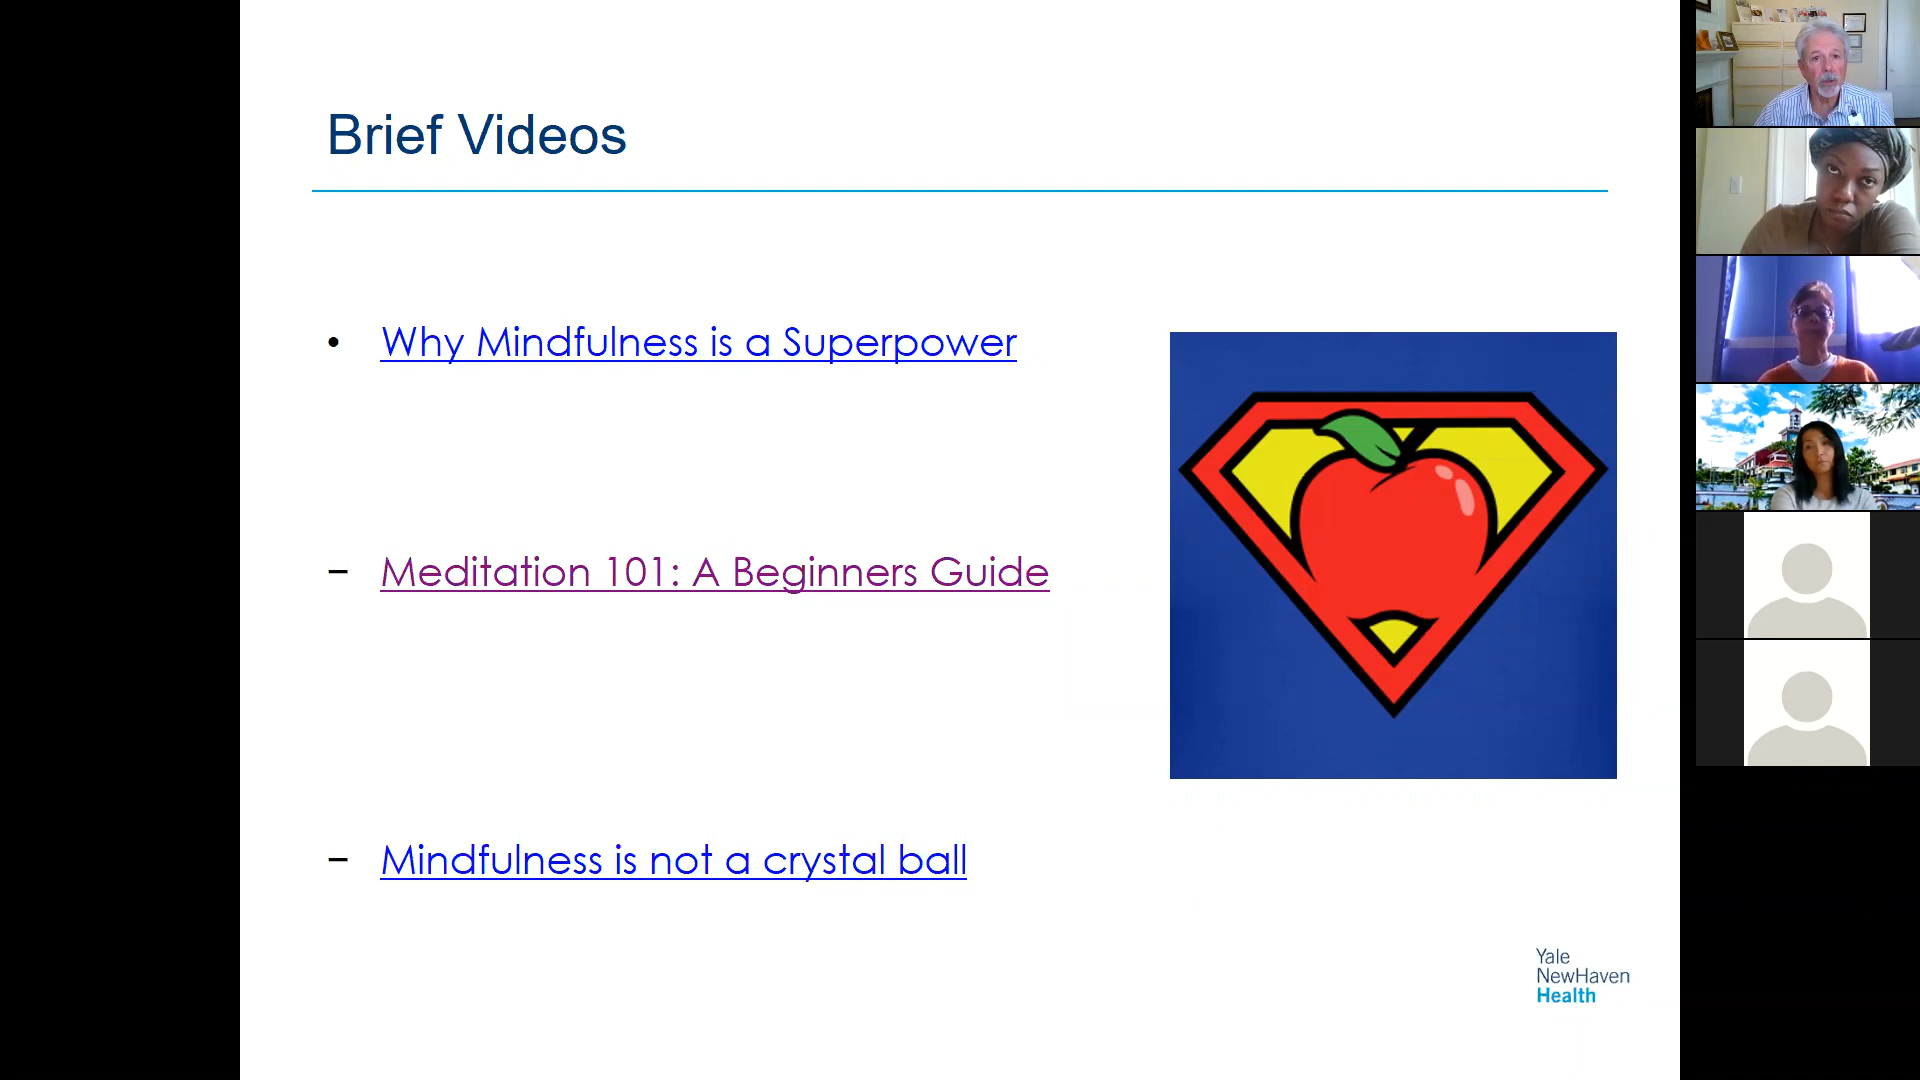 Brief Videos
• Why Mindfulness is a Superpower
– Meditation 101: A Beginners Guide
– Mindfulness is not a crystal ball
Yale
NewHaven
Health